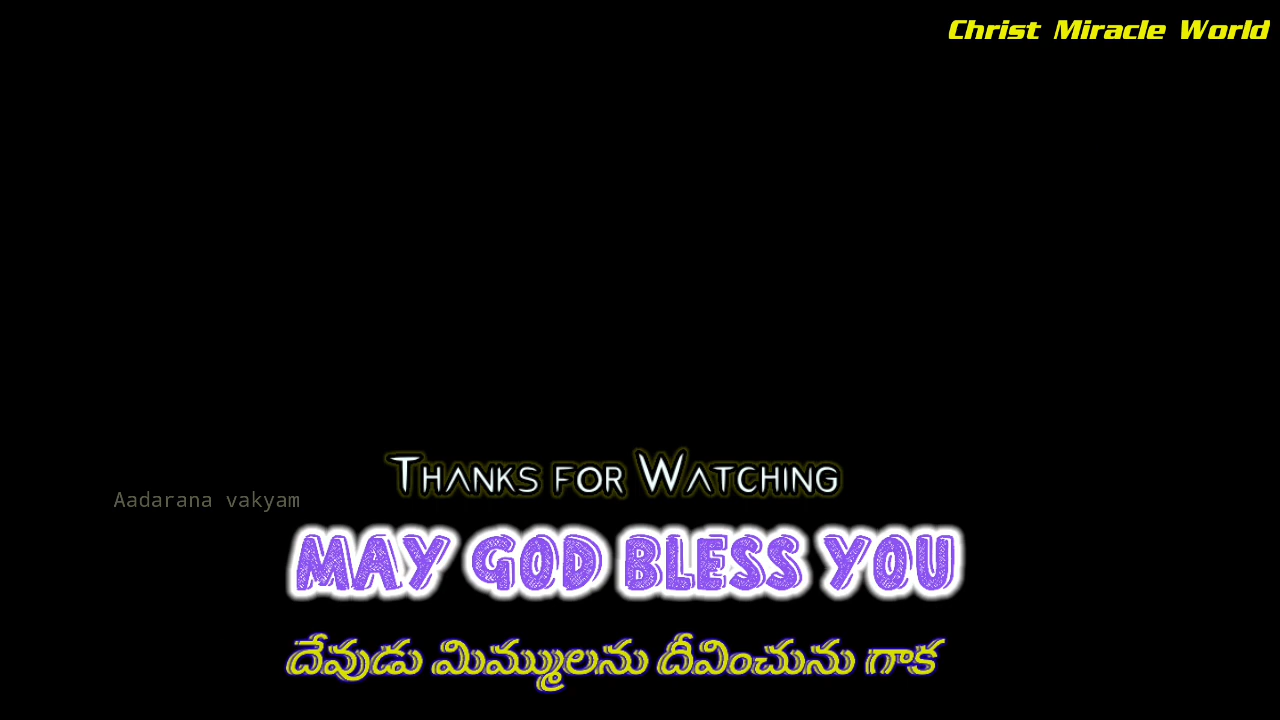 Christ Miracle World
Thanks for Watching
Aadarana vakyam
MAY GOD BLESS YOU
దేవుడు మిమ్ములను దీవించును గాక